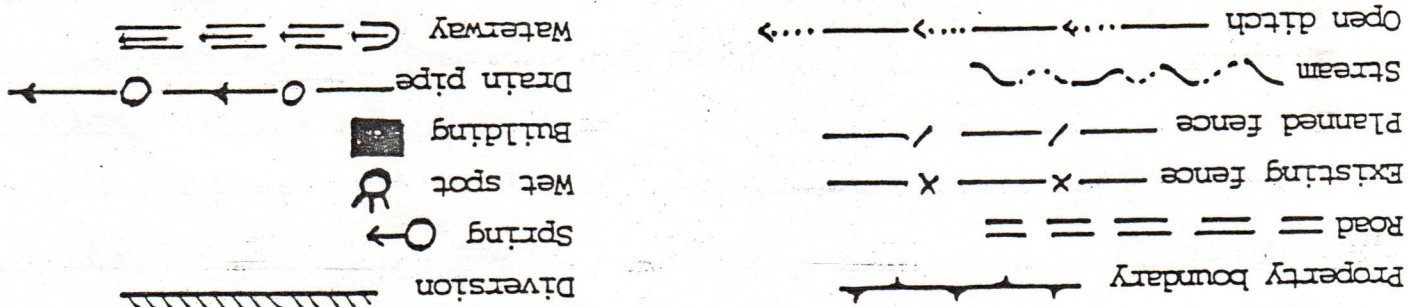 Property boundary
Road
Existing fence
Planned fence
Stream
Open ditch
Diversion
Spring
Wet spot
Building
Drain pipe
Waterway